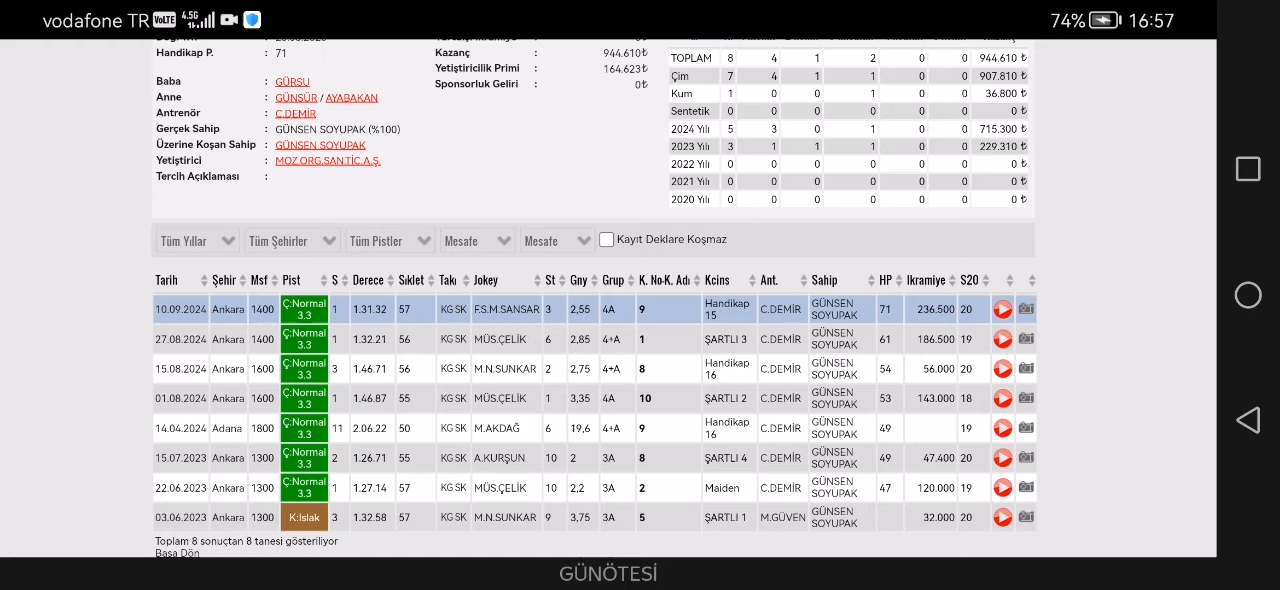 vodafone TR VoLTE 4.5G 74% 16:57
Handikap P. : 71
Baba : GÜRSU
Anne : GÜNSÜR / AYABAKAN
Antrenör : C.DEMİR
Gerçek Sahip : GÜNSEN SOYUPAK (%100)
Üzerine Koşan Sahip : GÜNSEN SOYUPAK
Yetiştirici : MOZ.ORG.SAN.TİC.A.Ş.
Tercih Açıklaması :
Kazanç : 944.610₺
Yetiştiricilik Primi : 164.623₺
Sponsorluk Geliri : 0₺
TOPLAM 8 4 1 2 0 0 944.610 ₺
Çim 7 4 1 1 0 0 907.810 ₺
Kum 1 0 0 1 0 0 36.800 ₺
Sentetik 0 0 0 0 0 0 0 ₺
2024 Yılı 5 3 0 1 0 0 715.300 ₺
2023 Yılı 3 1 1 1 0 0 229.310 ₺
2022 Yılı 0 0 0 0 0 0 0 ₺
2021 Yılı 0 0 0 0 0 0 0 ₺
2020 Yılı 0 0 0 0 0 0 0 ₺
Tüm Yıllar Tüm Şehirler Tüm Pistler Mesafe Mesafe Kayıt Deklare Koşmaz
Tarih Şehir Msf Pist S Derece Sıklet Takı Jokey St Gny Grup K. No-K. Adı Kcins Ant. Sahip HP İkramiye S20
10.09.2024 Ankara 1400 Ç:Normal 3.3 1 1.31.32 57 KG SK F.S.M.SANSAR 3 2,55 4A 9 Handikap 15 C.DEMİR GÜNSEN SOYUPAK 71 236.500 20
27.08.2024 Ankara 1400 Ç:Normal 3.3 1 1.32.21 56 KG SK MÜS.ÇELİK 6 2,85 4+A 1 ŞARTLI 3 C.DEMİR GÜNSEN SOYUPAK 61 186.500 19
15.08.2024 Ankara 1600 Ç:Normal 3.3 3 1.46.71 56 KG SK M.N.SUNKAR 2 2,75 4+A 8 Handikap 16 C.DEMİR GÜNSEN SOYUPAK 54 56.000 20
01.08.2024 Ankara 1600 Ç:Normal 3.3 1 1.46.87 55 KG SK MÜS.ÇELİK 1 3,35 4A 10 ŞARTLI 2 C.DEMİR GÜNSEN SOYUPAK 53 143.000 18
14.04.2024 Adana 1800 Ç:Normal 3.3 11 2.06.22 50 KG SK M.AKDAĞ 6 19,6 4+A 9 Handikap 16 C.DEMİR GÜNSEN SOYUPAK 49 19
15.07.2023 Ankara 1300 Ç:Normal 3.3 2 1.26.71 55 KG SK A.KURŞUN 10 2 3A 8 ŞARTLI 4 C.DEMİR GÜNSEN SOYUPAK 49 47.400 20
22.06.2023 Ankara 1300 Ç:Normal 3.3 1 1.27.14 57 KG SK MÜS.ÇELİK 10 2,2 3A 2 Maiden C.DEMİR GÜNSEN SOYUPAK 47 120.000 19
03.06.2023 Ankara 1300 K:Islak 3 1.32.58 57 KG SK M.N.SUNKAR 9 3,75 3A 5 ŞARTLI 1 M.GÜVEN GÜNSEN SOYUPAK 32.000 20
Toplam 8 sonuçtan 8 tanesi gösteriliyor
Başa Dön
GÜNÖTESİ